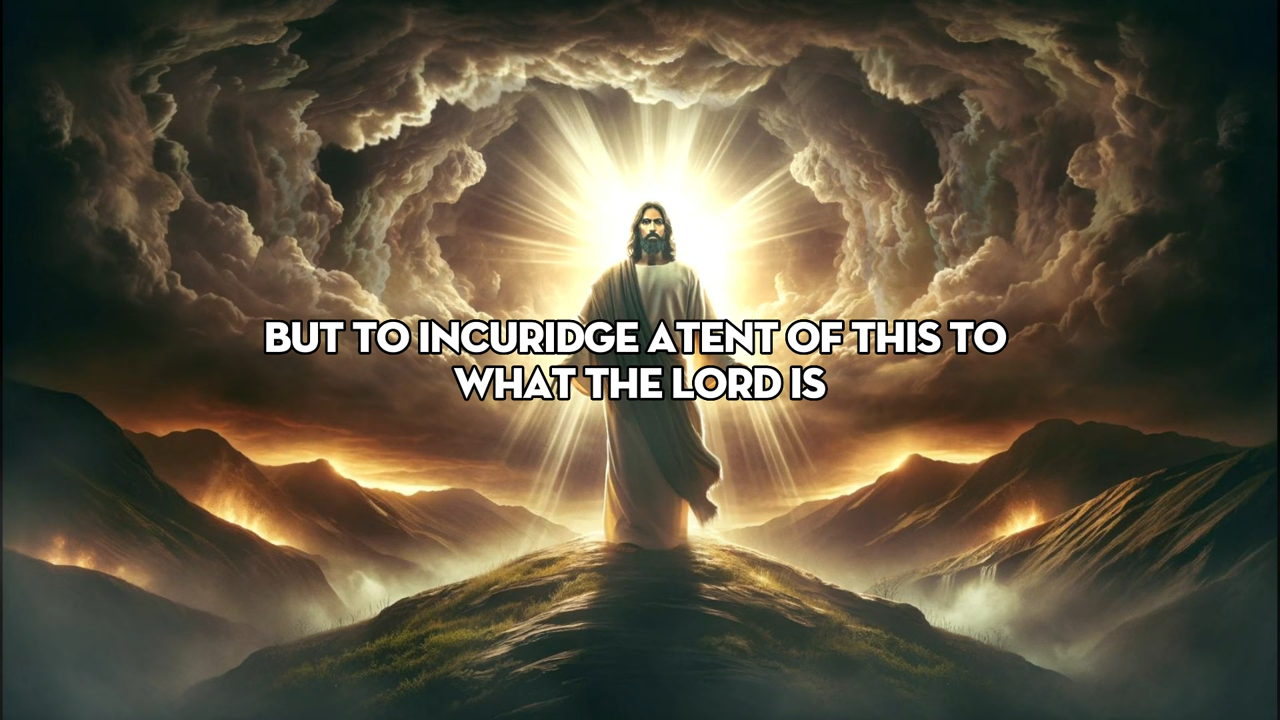 BUT TO INCURIDGE ATENT OF THIS TO
WHAT THE LORD IS